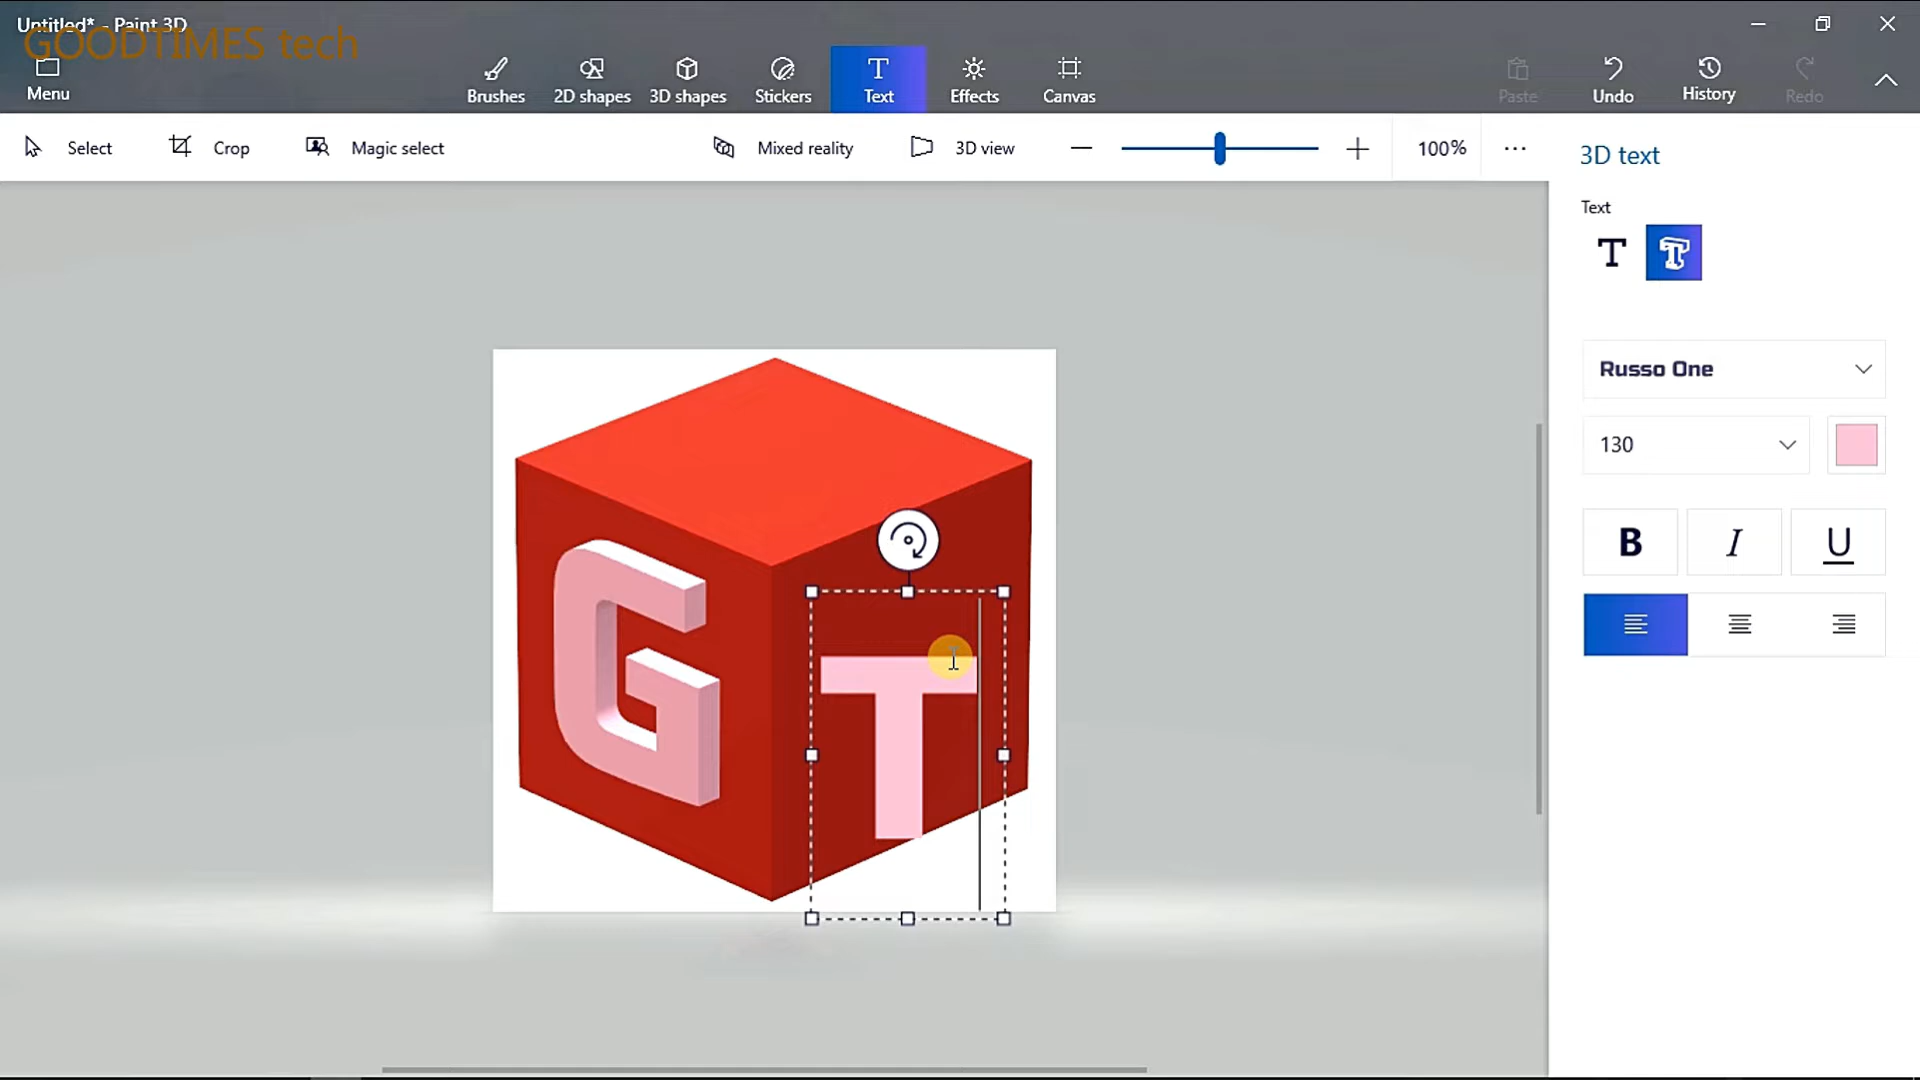 Untitled* - Paint 3D
GOODTIMES tech
Menu
Brushes
2D shapes
3D shapes
Stickers
Text
Effects
Canvas
Paste
Undo
History
Redo
Select
Crop
Magic select
Mixed reality
3D view
100%
3D text
Text
T
T
Russo One
130
B
I
U
G
T